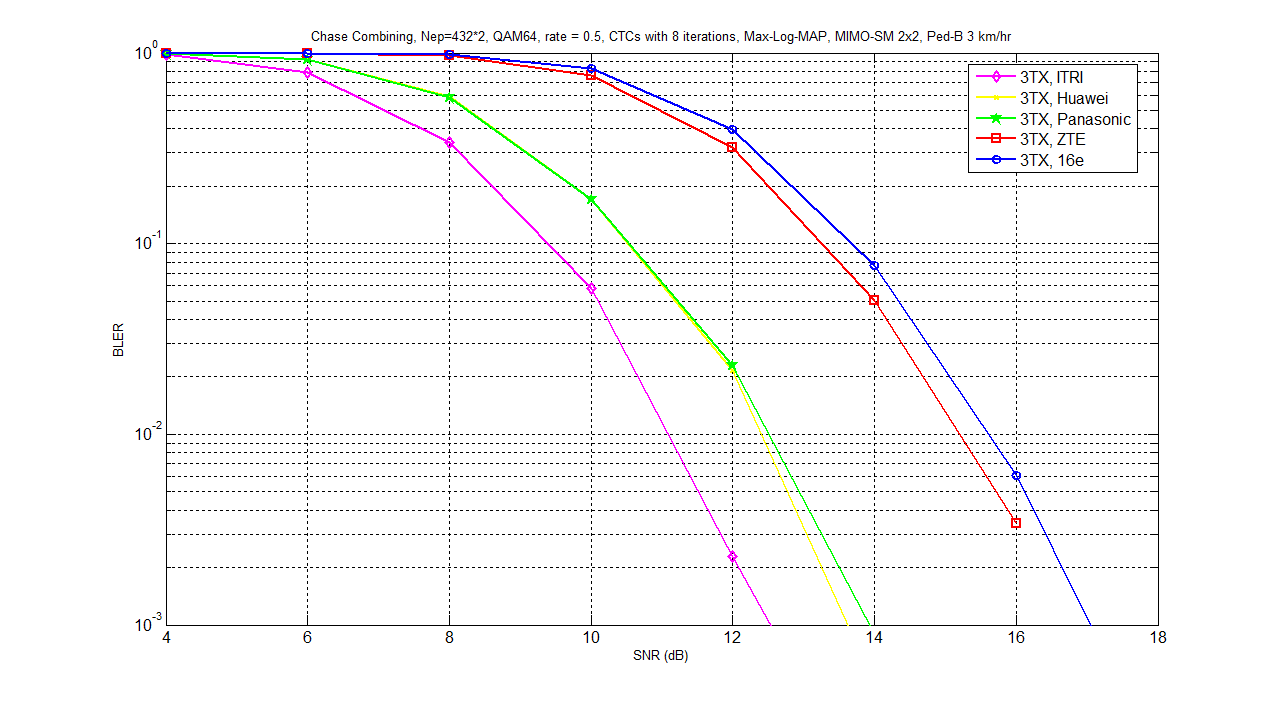 Chase Combining, Nep=432*2, QAM64, rate = 0.5, CTCs with 8 iterations, Max-Log-MAP, MIMO-SM 2x2, Ped-B 3 km/hr
10^0
3TX, ITRI
3TX, Huawei
3TX, Panasonic
3TX, ZTE
3TX, 16e
10^-1
BLER
10^-2
10^-3
4 6 8 10 12 14 16 18
SNR (dB)